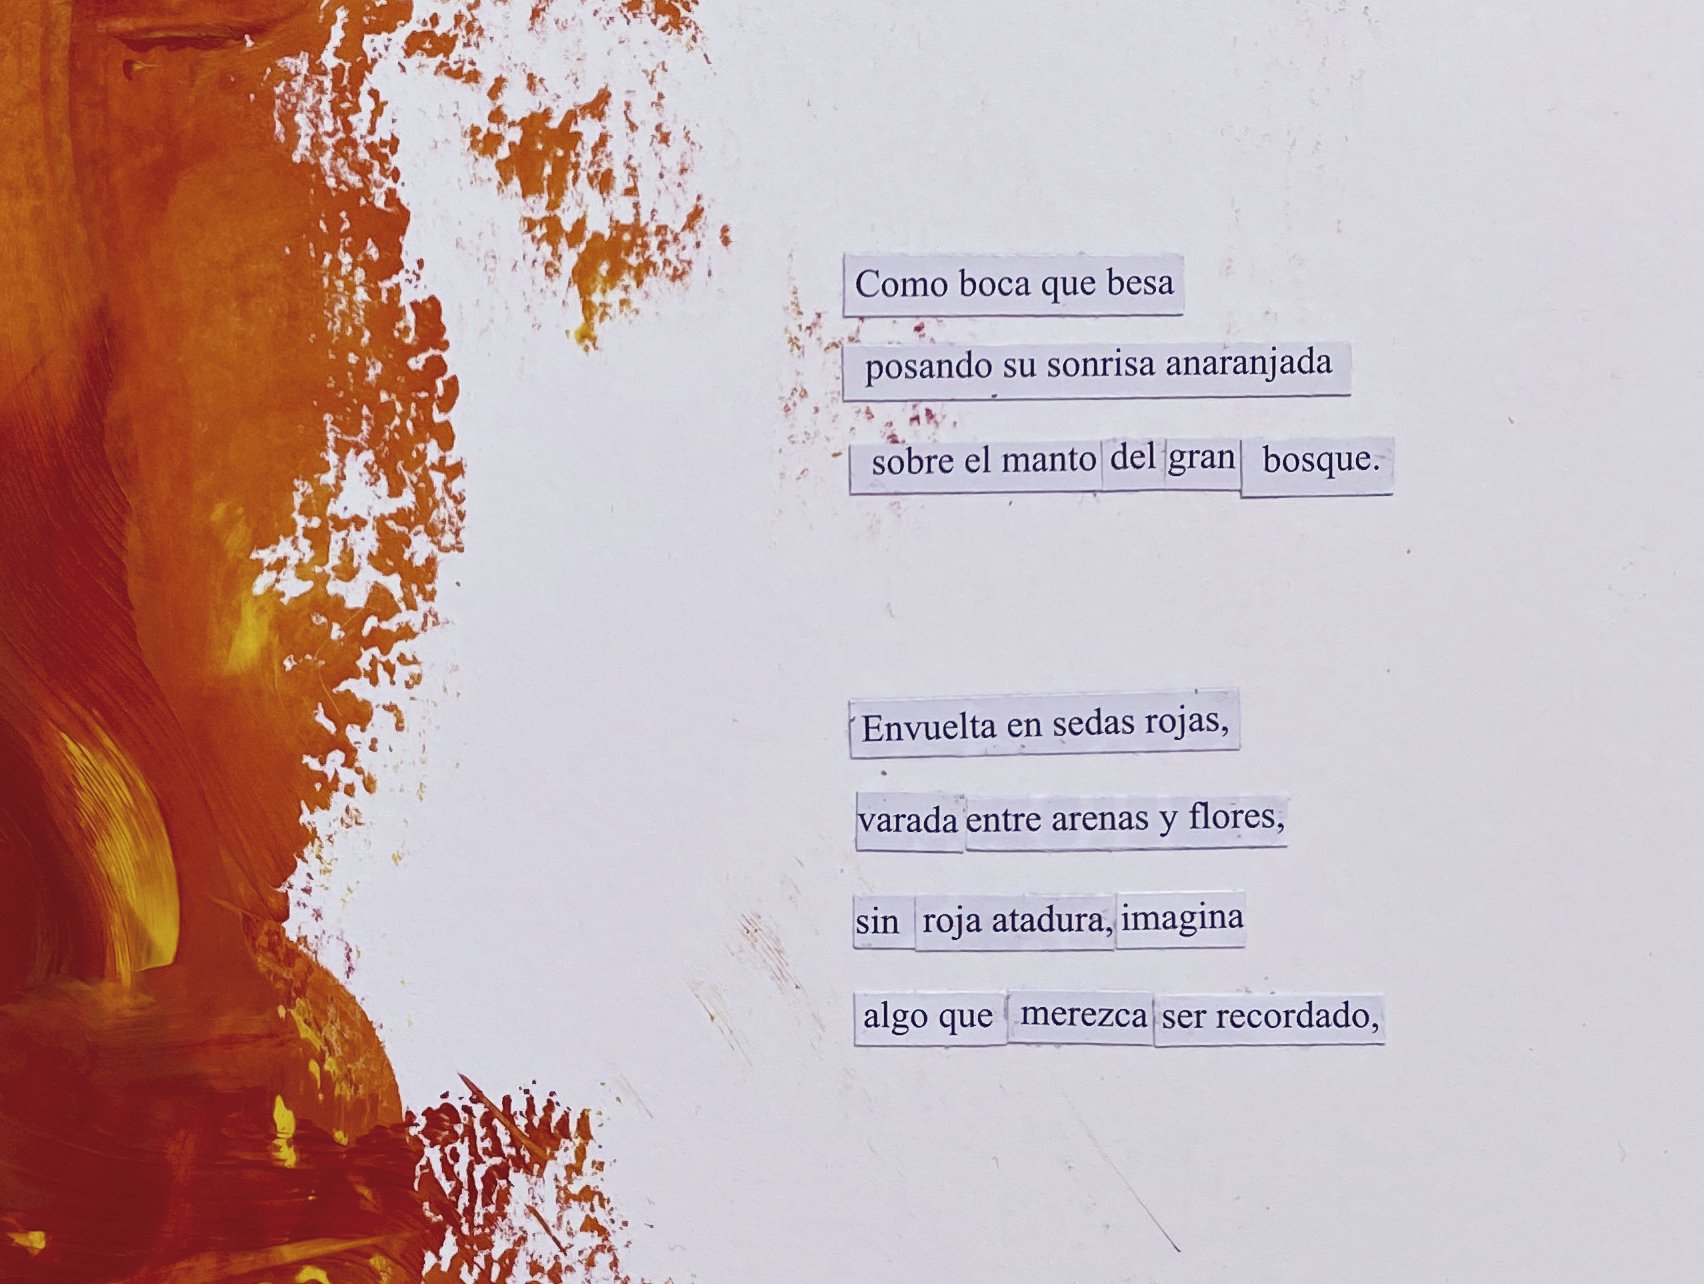 Como boca que besa
posando su sonrisa anaranjada
sobre el manto del gran bosque.
Envuelta en sedas rojas,
varada entre arenas y flores,
sin roja atadura, imagina
algo que merezca ser recordado,